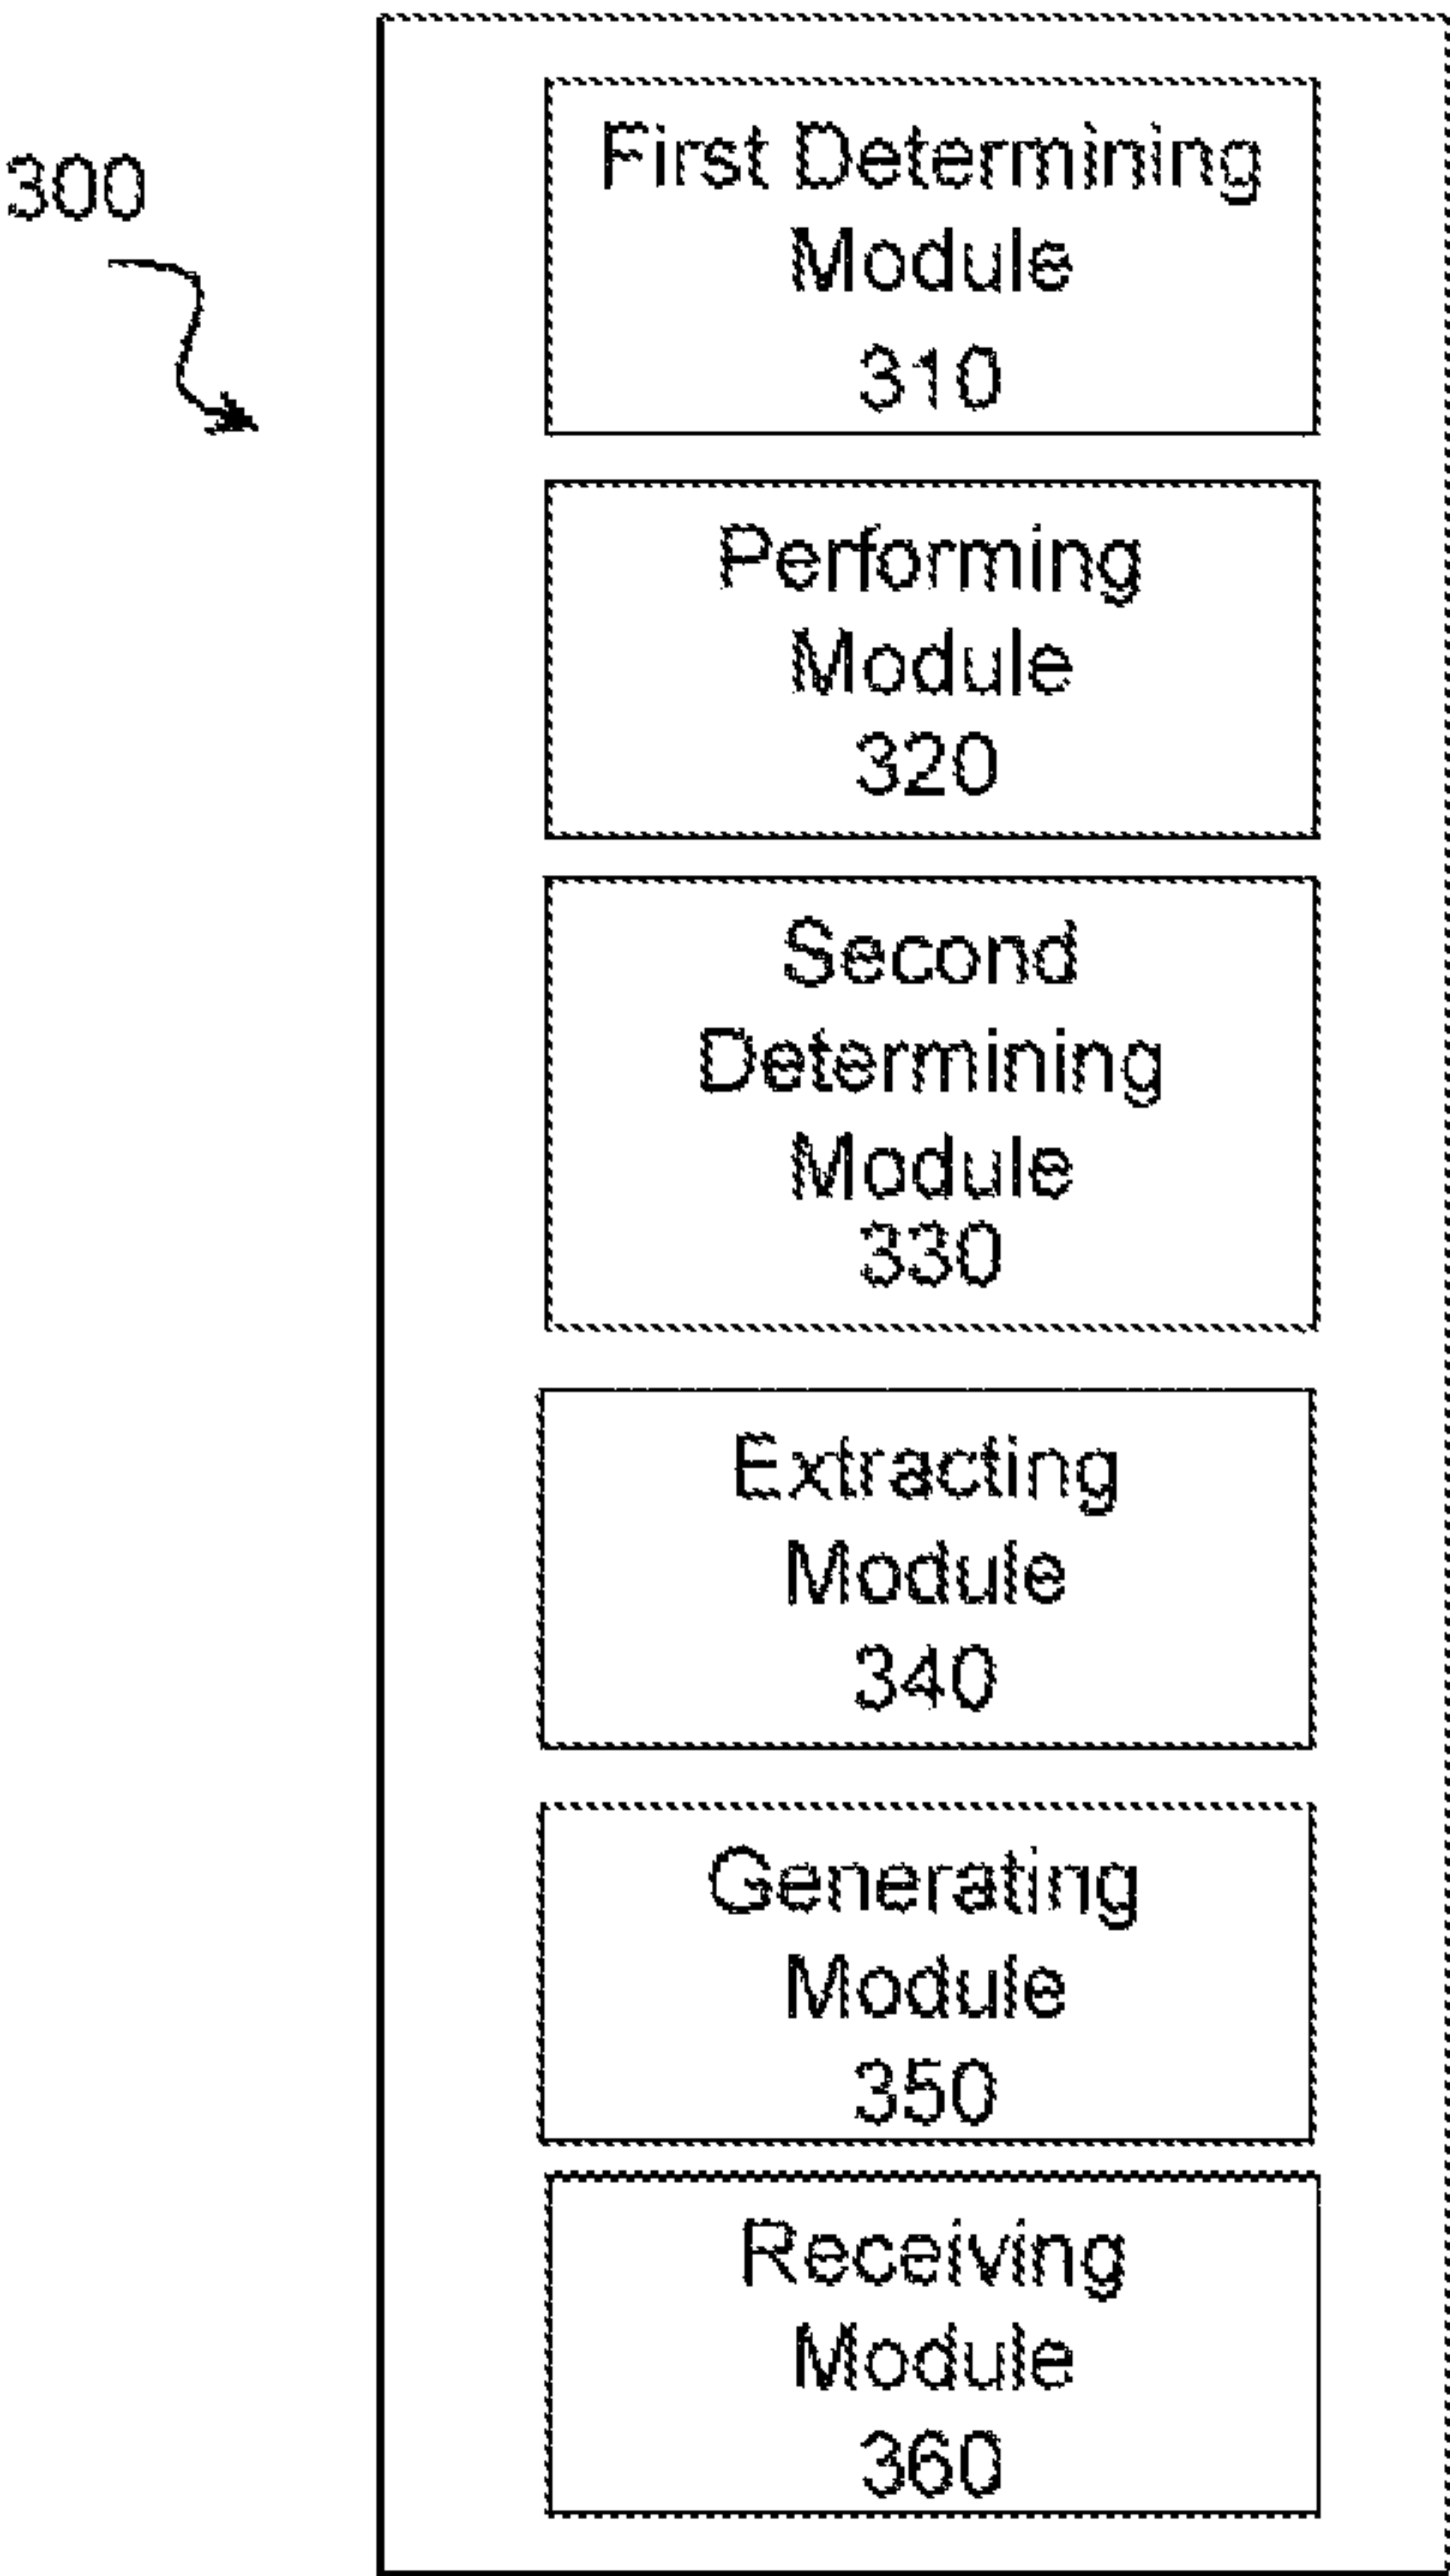 300
First Determining
Module
310
Performing
Module
320
Second
Determining
Module
330
Extracting
Module
340
Generating
Module
350
Receiving
Module
360